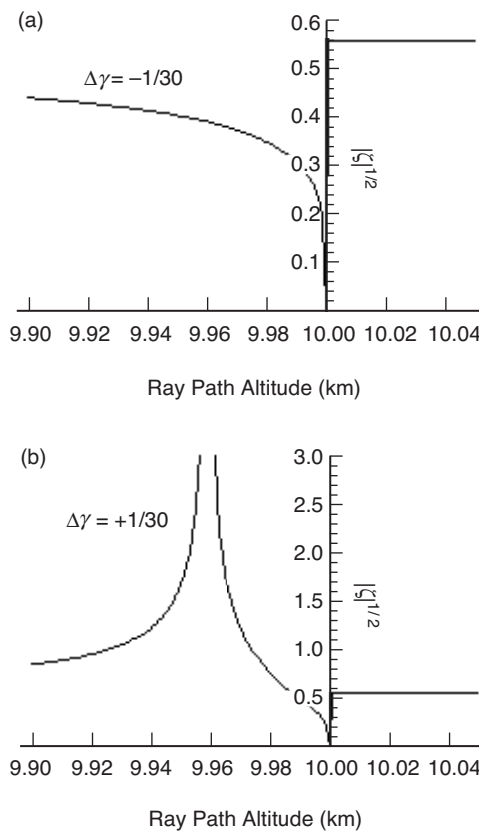 (a)
Δγ = −1/30
0.6
0.5
0.4
0.3
0.2
0.1
|ζ|1/2
9.90 9.92 9.94 9.96 9.98 10.00 10.02 10.04
Ray Path Altitude (km)
(b)
Δγ = +1/30
3.0
2.5
2.0
1.5
1.0
0.5
|ζ|1/2
9.90 9.92 9.94 9.96 9.98 10.00 10.02 10.04
Ray Path Altitude (km)